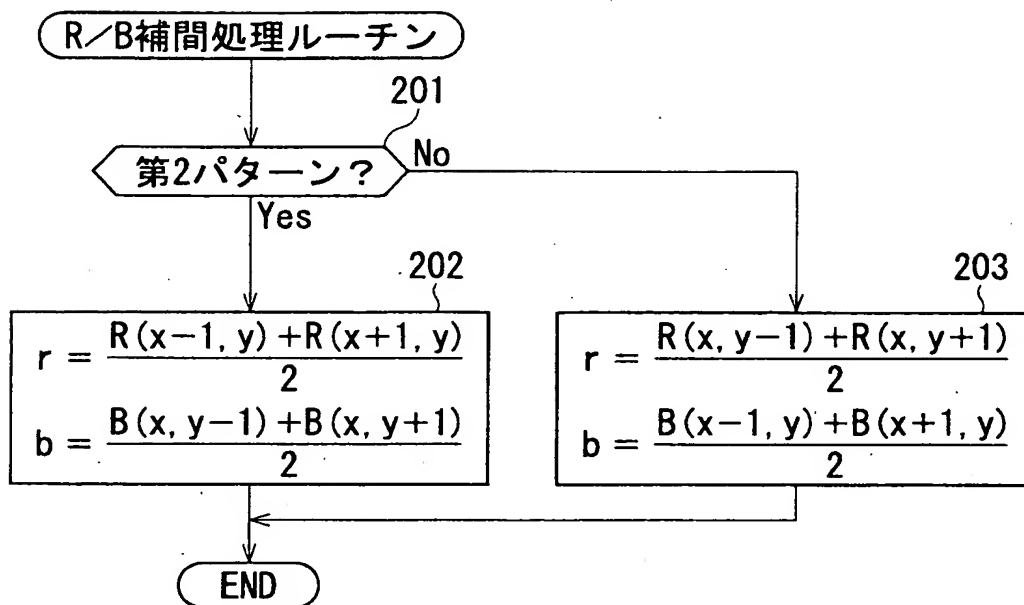 R/B補間処理ルーチン
201
第2パターン?
No
Yes
202
r = R(x-1, y)+R(x+1, y) / 2
b = B(x, y-1)+B(x, y+1) / 2
203
r = R(x, y-1)+R(x, y+1) / 2
b = B(x-1, y)+B(x+1, y) / 2
END